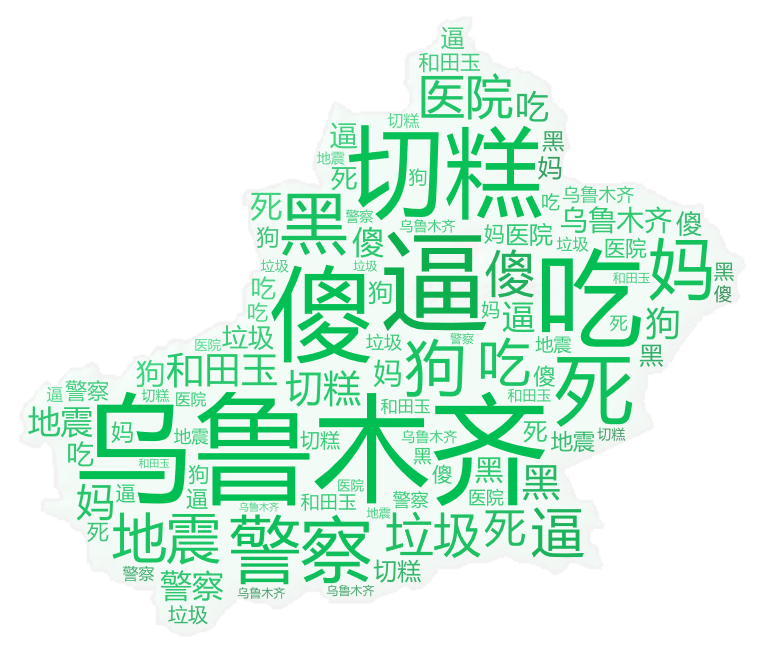 逼
和田玉
医院 吃
切糕
逼 切糕 黑
地震 妈
死 狗
死 黑 警察 吃 乌鲁木齐
狗 傻 乌鲁木齐 妈 医院 乌鲁木齐 傻
逼 垃圾 医院 妈
垃圾 垃圾 傻 吃 和田玉 黑
吃 傻 狗 傻
吃 妈 逼 死 狗
医院 垃圾 垃圾 警察 地震
狗 和田玉 妈 狗 吃 傻 死 黑
逼 警察 切糕 医院 切糕 和田玉 和田玉
地震 妈 乌鲁木齐 死 切糕
吃 地震 切糕 乌鲁木齐 地震
和田玉 狗 黑 傻 黑 黑
妈 逼 逼 医院 和田玉 警察 医院
死 地震 乌鲁木齐 警察 地震 垃圾 死 逼
警察 警察 切糕
垃圾 乌鲁木齐 乌鲁木齐